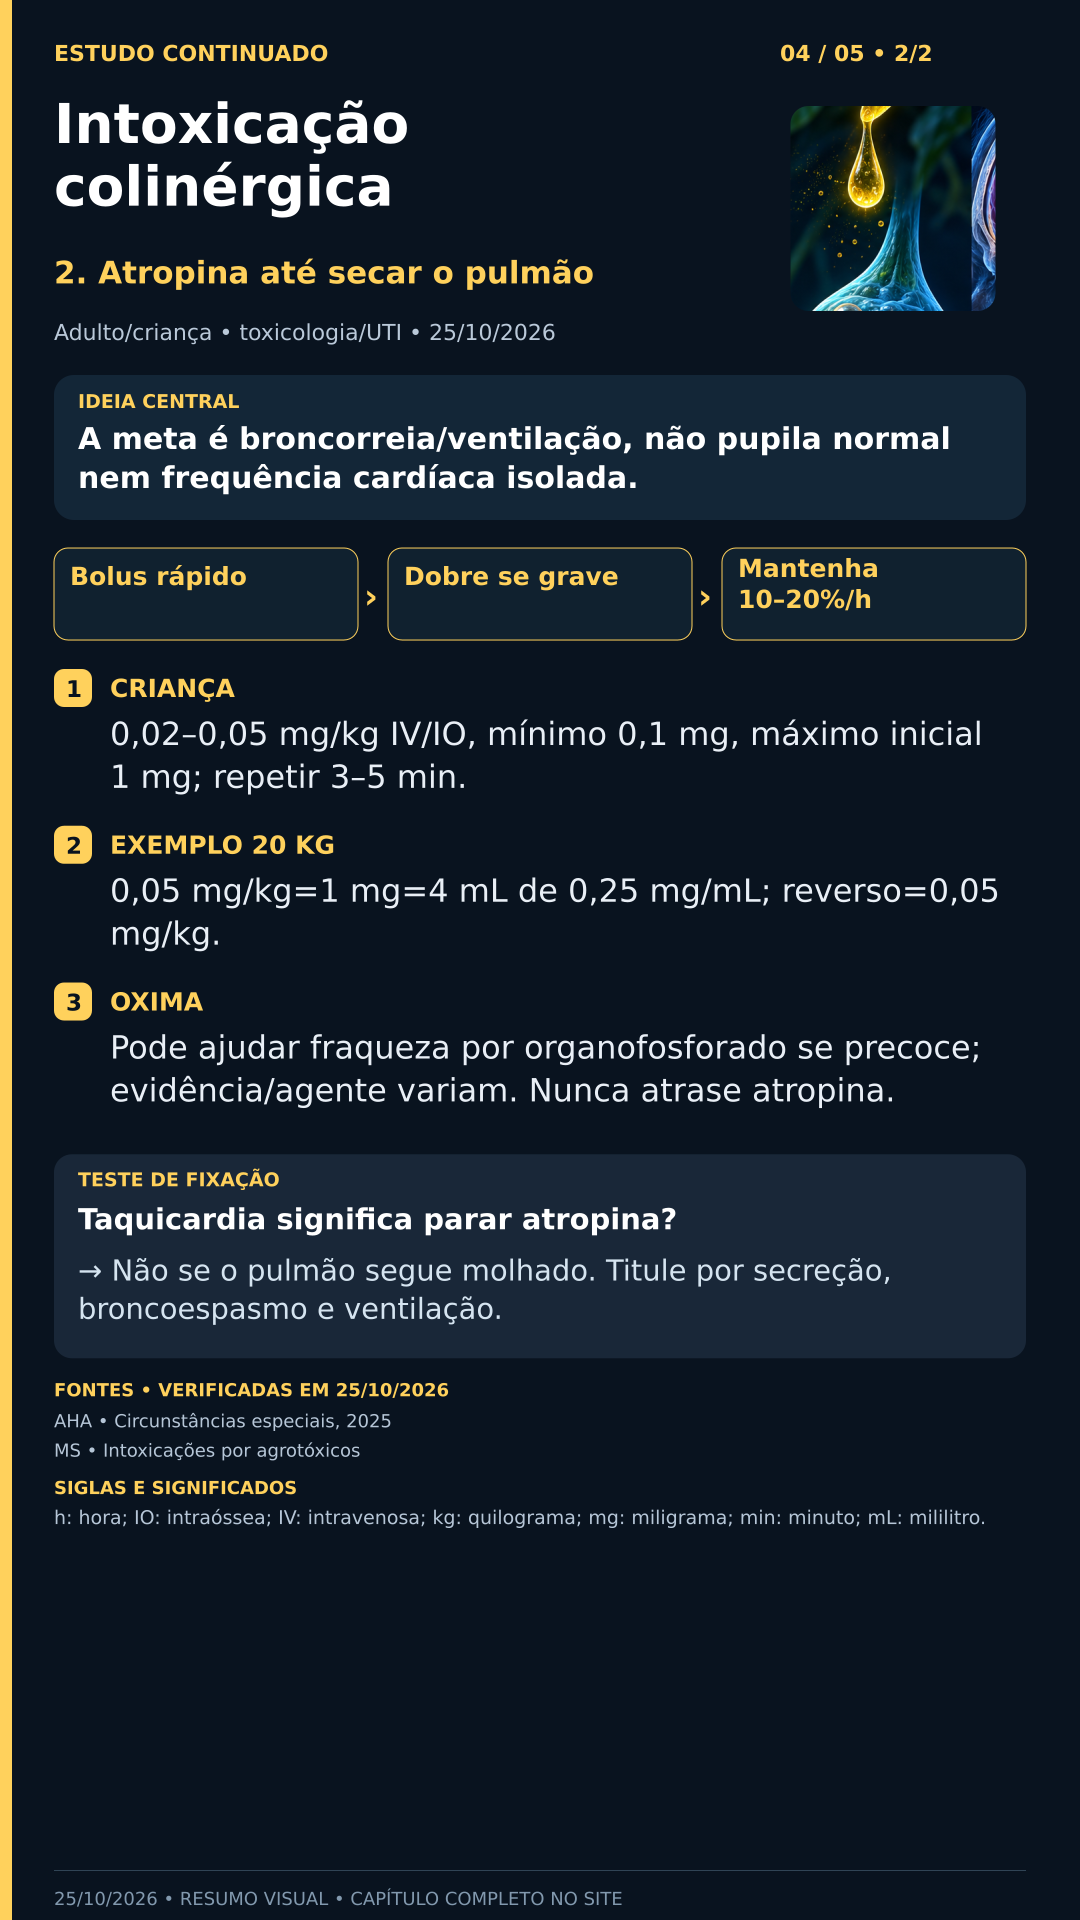 ESTUDO CONTINUADO
04 / 05 • 2/2
Intoxicação
colinérgica
2. Atropina até secar o pulmão
Adulto/criança • toxicologia/UTI • 25/10/2026
IDEIA CENTRAL
A meta é broncorreia/ventilação, não pupila normal
nem frequência cardíaca isolada.
Bolus rápido
›
Dobre se grave
›
Mantenha
10–20%/h
1 CRIANÇA
0,02–0,05 mg/kg IV/IO, mínimo 0,1 mg, máximo inicial
1 mg; repetir 3–5 min.
2 EXEMPLO 20 KG
0,05 mg/kg=1 mg=4 mL de 0,25 mg/mL; reverso=0,05
mg/kg.
3 OXIMA
Pode ajudar fraqueza por organofosforado se precoce;
evidência/agente variam. Nunca atrase atropina.
TESTE DE FIXAÇÃO
Taquicardia significa parar atropina?
→ Não se o pulmão segue molhado. Titule por secreção,
broncoespasmo e ventilação.
FONTES • VERIFICADAS EM 25/10/2026
AHA • Circunstâncias especiais, 2025
MS • Intoxicações por agrotóxicos
SIGLAS E SIGNIFICADOS
h: hora; IO: intraóssea; IV: intravenosa; kg: quilograma; mg: miligrama; min: minuto; mL: mililitro.
25/10/2026 • RESUMO VISUAL • CAPÍTULO COMPLETO NO SITE